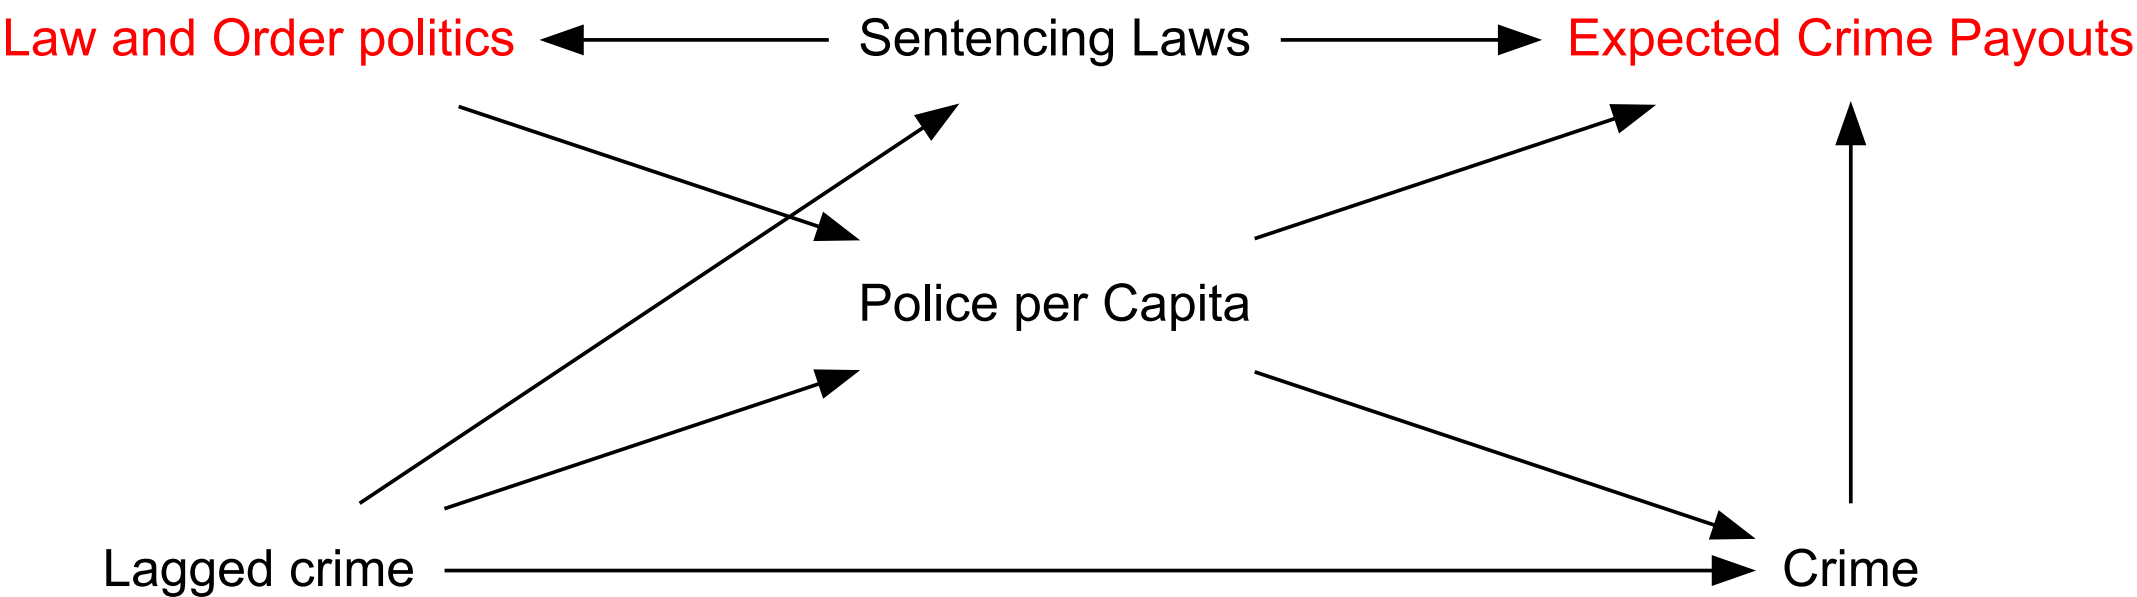 Law and Order politics
Sentencing Laws
Expected Crime Payouts
Police per Capita
Lagged crime
Crime